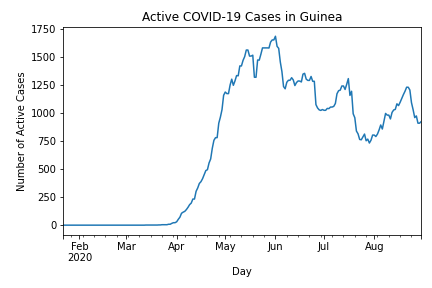 Active COVID-19 Cases in Guinea
Number of Active Cases
1750
1500
1250
1000
750
500
250
0
Feb Mar Apr May Jun Jul Aug
2020
Day